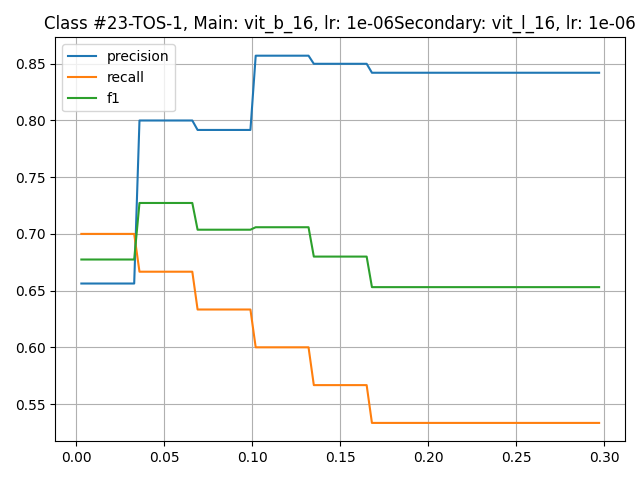 Class #23-TOS-1, Main: vit_b_16, lr: 1e-06Secondary: vit_l_16, lr: 1e-06
precision
recall
f1
0.85
0.80
0.75
0.70
0.65
0.60
0.55
0.00 0.05 0.10 0.15 0.20 0.25 0.30